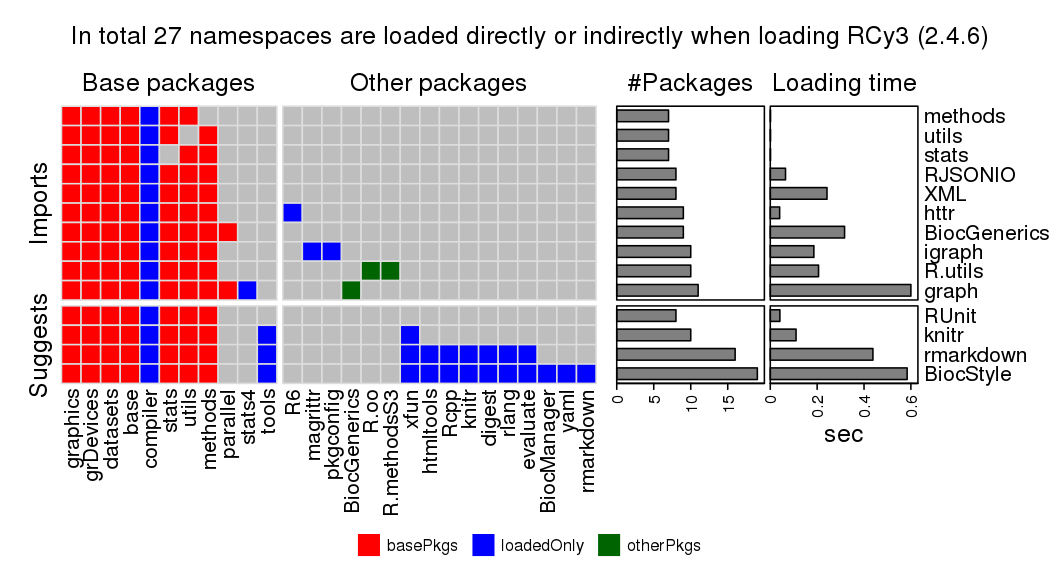 In total 27 namespaces are loaded directly or indirectly when loading RCy3 (2.4.6)
Base packages
Other packages
#Packages
Loading time
Imports
Suggests
methods
utils
stats
RJSONIO
XML
httr
BiocGenerics
igraph
R.utils
graph
RUnit
knitr
rmarkdown
BiocStyle
graphics
grDevices
datasets
base
compiler
stats
utils
methods
parallel
stats4
tools
R6
magrittr
pkgconfig
BiocGenerics
R.oo
R.methodsS3
xfun
htmltools
Rcpp
knitr
digest
rlang
evaluate
BiocManager
yaml
rmarkdown
0
5
10
15
0
0.2
0.4
0.6
sec
basePkgs
loadedOnly
otherPkgs